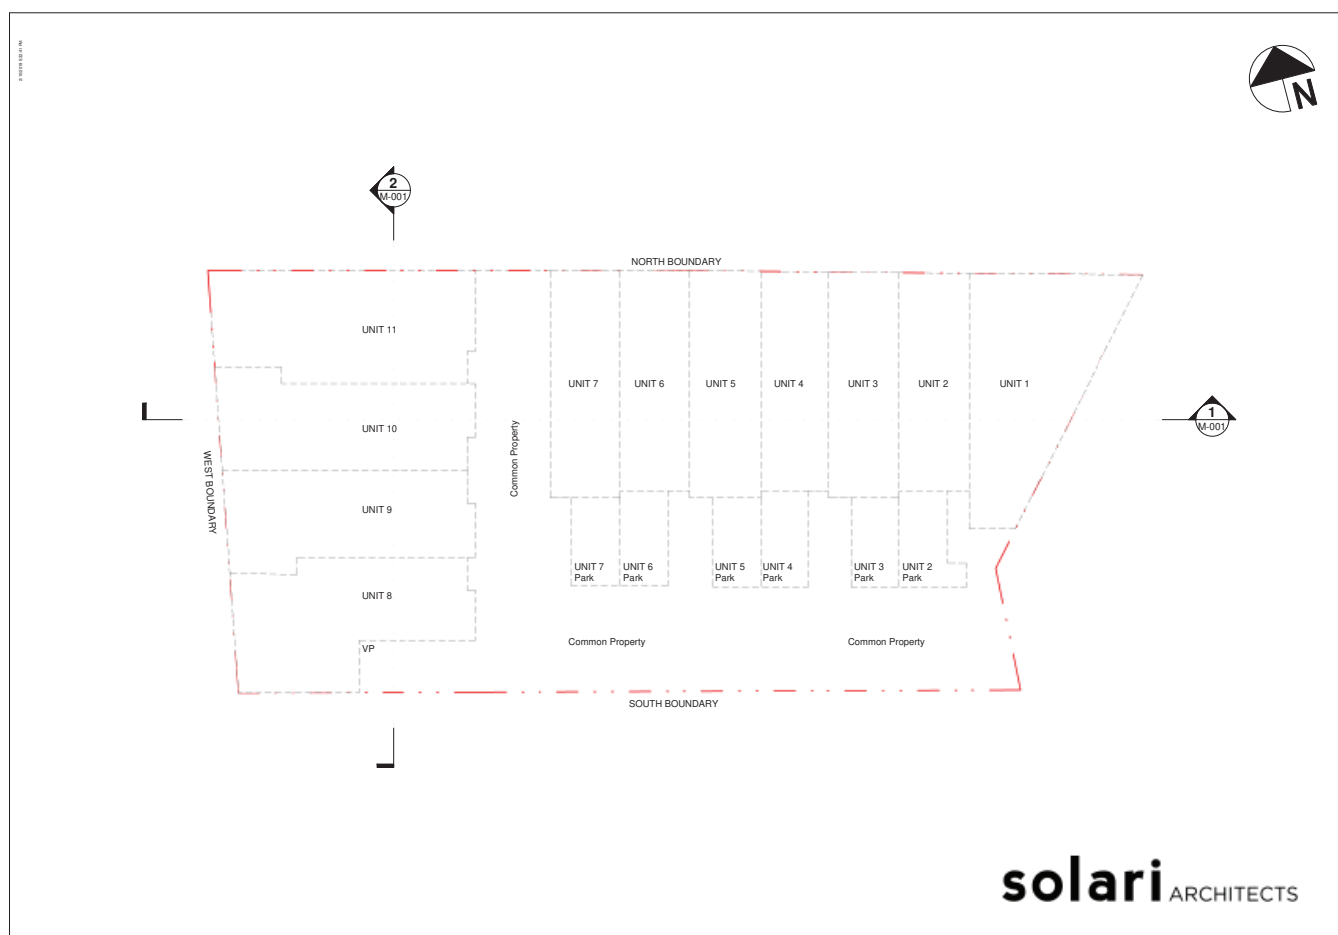 N
2
M-001
NORTH BOUNDARY
UNIT 11
UNIT 7
UNIT 6
UNIT 5
UNIT 4
UNIT 3
UNIT 2
UNIT 1
1
M-001
UNIT 10
Common Property
WEST BOUNDARY
UNIT 9
UNIT 7
Park
UNIT 6
Park
UNIT 5
Park
UNIT 4
Park
UNIT 3
Park
UNIT 2
Park
UNIT 8
VP
Common Property
Common Property
SOUTH BOUNDARY
solari ARCHITECTS